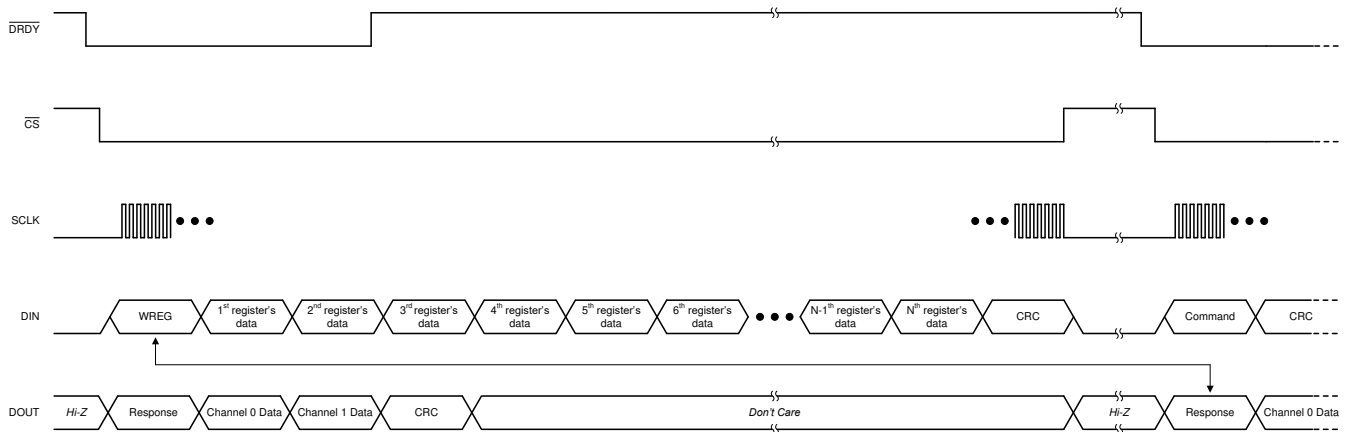 DRDY
CS
SCLK
DIN
WREG
1st register's
data
2nd register's
data
3rd register's
data
4th register's
data
5th register's
data
6th register's
data
N-1th register's
data
Nth register's
data
CRC
Command
CRC
DOUT
Hi-Z
Response
Channel 0 Data
Channel 1 Data
CRC
Don't Care
Hi-Z
Response
Channel 0 Data